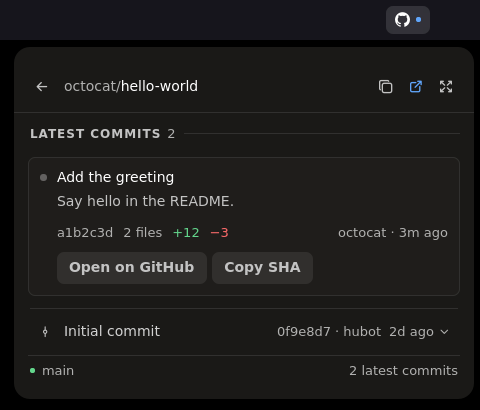 octocat/hello-world
LATEST COMMITS 2
Add the greeting
Say hello in the README.
a1b2c3d 2 files +12 −3 octocat · 3m ago
Open on GitHub Copy SHA
Initial commit 0f9e8d7 · hubot 2d ago
main 2 latest commits